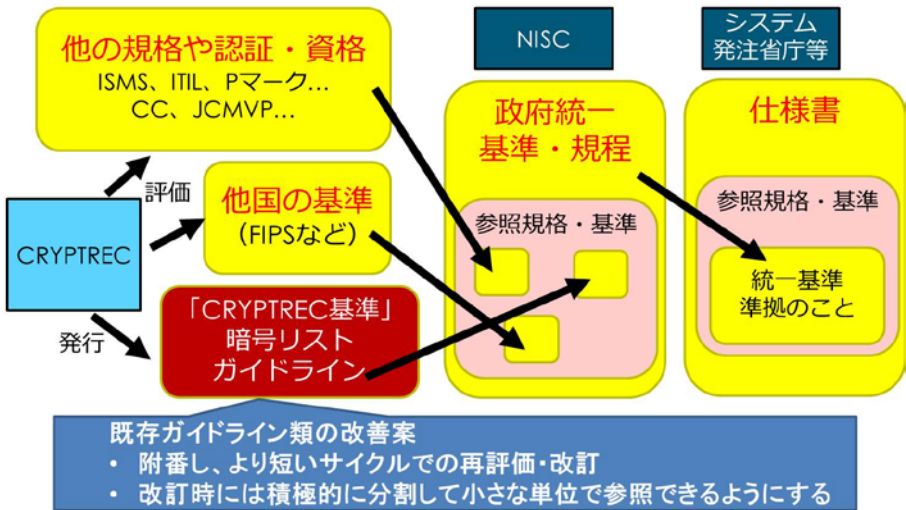 他の規格や認証・資格
ISMS、ITIL、Pマーク…
CC、JCMVP…
NISC
システム
発注省庁等
政府統一
基準・規程
仕様書
評価
他国の基準
（FIPSなど）
参照規格・基準
参照規格・基準
CRYPTREC
統一基準
準拠のこと
発行
「CRYPTREC基準」
暗号リスト
ガイドライン
既存ガイドライン類の改善案
• 附番し、より短いサイクルでの再評価・改訂
• 改訂時には積極的に分割して小さな単位で参照できるようにする